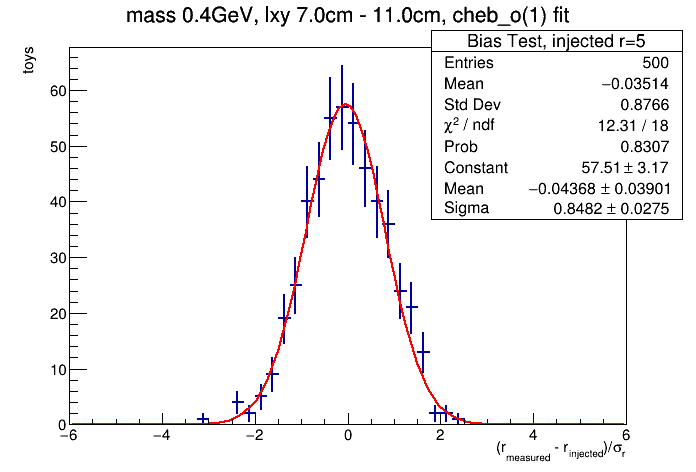 mass 0.4GeV, lxy 7.0cm - 11.0cm, cheb_o(1) fit
Bias Test, injected r=5
Entries 500
Mean −0.03514
Std Dev 0.8766
χ² / ndf 12.31 / 18
Prob 0.8307
Constant 57.51 ± 3.17
Mean −0.04368 ± 0.03901
Sigma 0.8482 ± 0.0275
toys
60
50
40
30
20
10
0
−6 −4 −2 0 2 4 6
(r_measured - r_injected)/σ_r